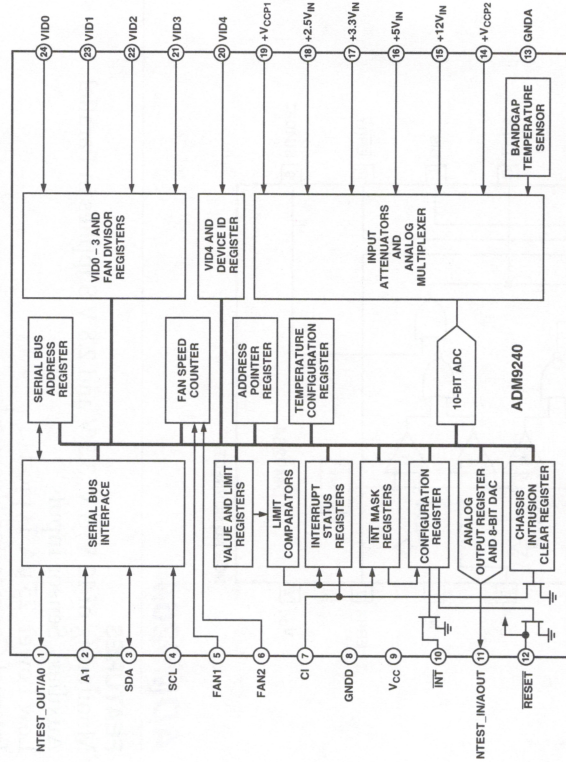 NTEST_OUT/A0
1
A1
2
SDA
3
SCL
4
FAN1
5
FAN2
6
CI
7
GNDD
8
VCC
9
INT
10
NTEST_IN/AOUT
11
RESET
12
SERIAL BUS
INTERFACE
SERIAL BUS
ADDRESS
REGISTER
VID0 – 3 AND
FAN DIVISOR
REGISTERS
FAN SPEED
COUNTER
VID4 AND
DEVICE ID
REGISTER
VALUE AND LIMIT
REGISTERS
ADDRESS
POINTER
REGISTER
LIMIT
COMPARATORS
INTERRUPT
STATUS
REGISTERS
TEMPERATURE
CONFIGURATION
REGISTER
INT MASK
REGISTERS
CONFIGURATION
REGISTER
INPUT
ATTENUATORS
AND
ANALOG
MULTIPLEXER
10-BIT ADC
ANALOG
OUTPUT REGISTER
AND 8-BIT DAC
CHASSIS
INTRUSION
CLEAR REGISTER
ADM9240
BANDGAP
TEMPERATURE
SENSOR
24
VID0
23
VID1
22
VID2
21
VID3
20
VID4
19
+VCCP1
18
+2.5VIN
17
+3.3VIN
16
+5VIN
15
+12VIN
14
+VCCP2
13
GNDA